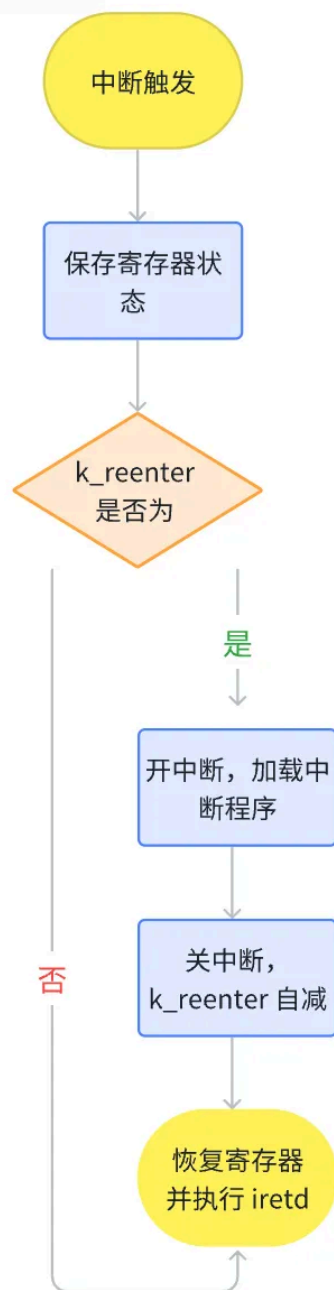 中断触发
保存寄存器状
态
k_reenter
是否为
是
开中断，加载中
断程序
否
关中断，
k_reenter 自减
恢复寄存器
并执行 iretd